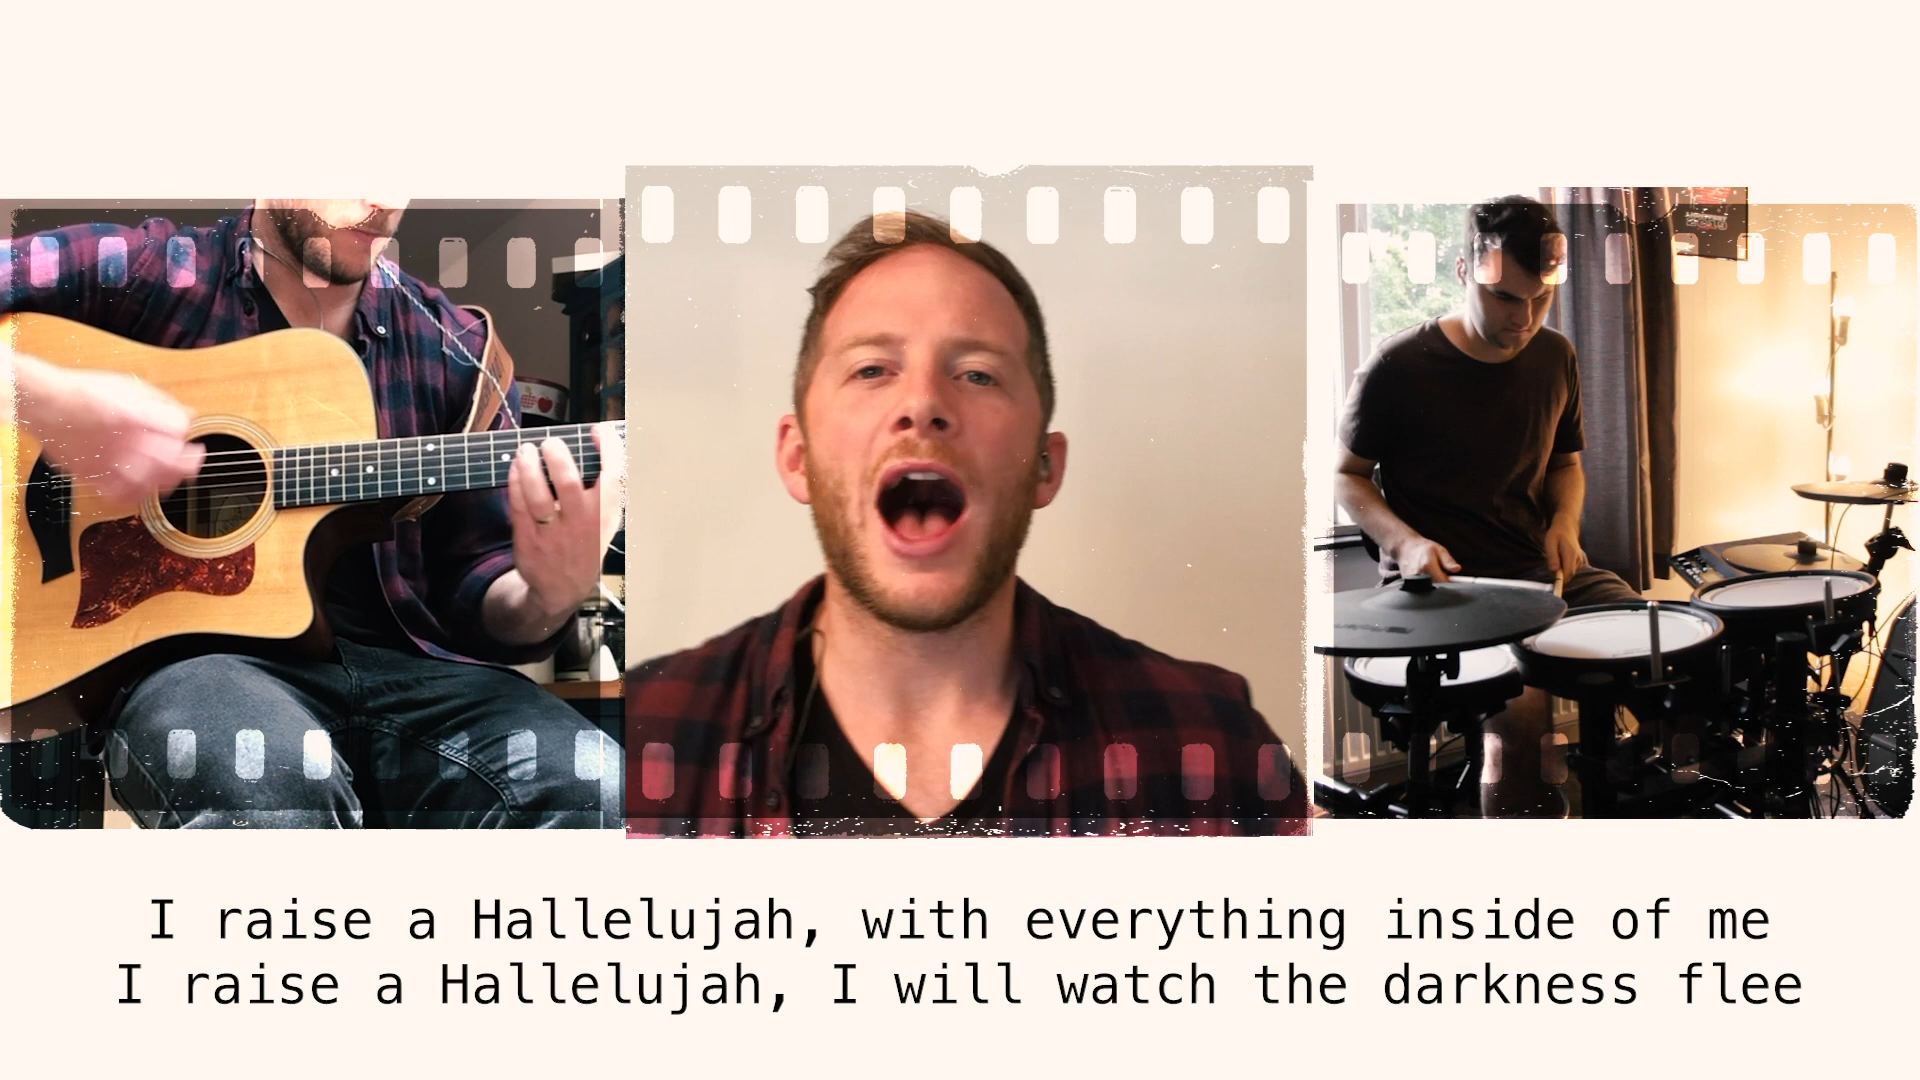 I raise a Hallelujah, with everything inside of me
I raise a Hallelujah, I will watch the darkness flee